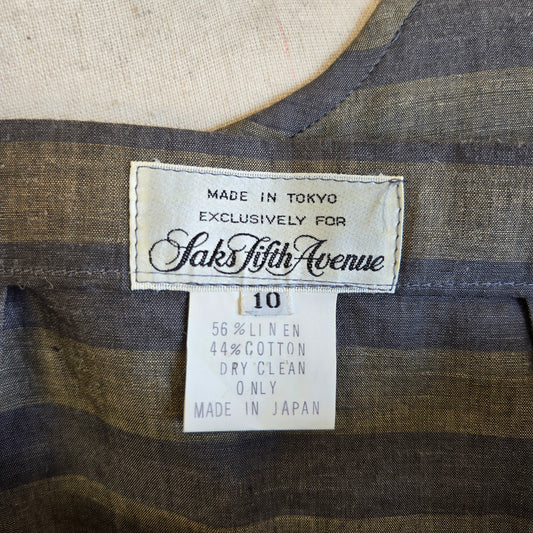 MADE IN TOKYO
EXCLUSIVELY FOR
Saks Fifth Avenue
10
56% LINEN
44% COTTON
DRY CLEAN
ONLY
MADE IN JAPAN